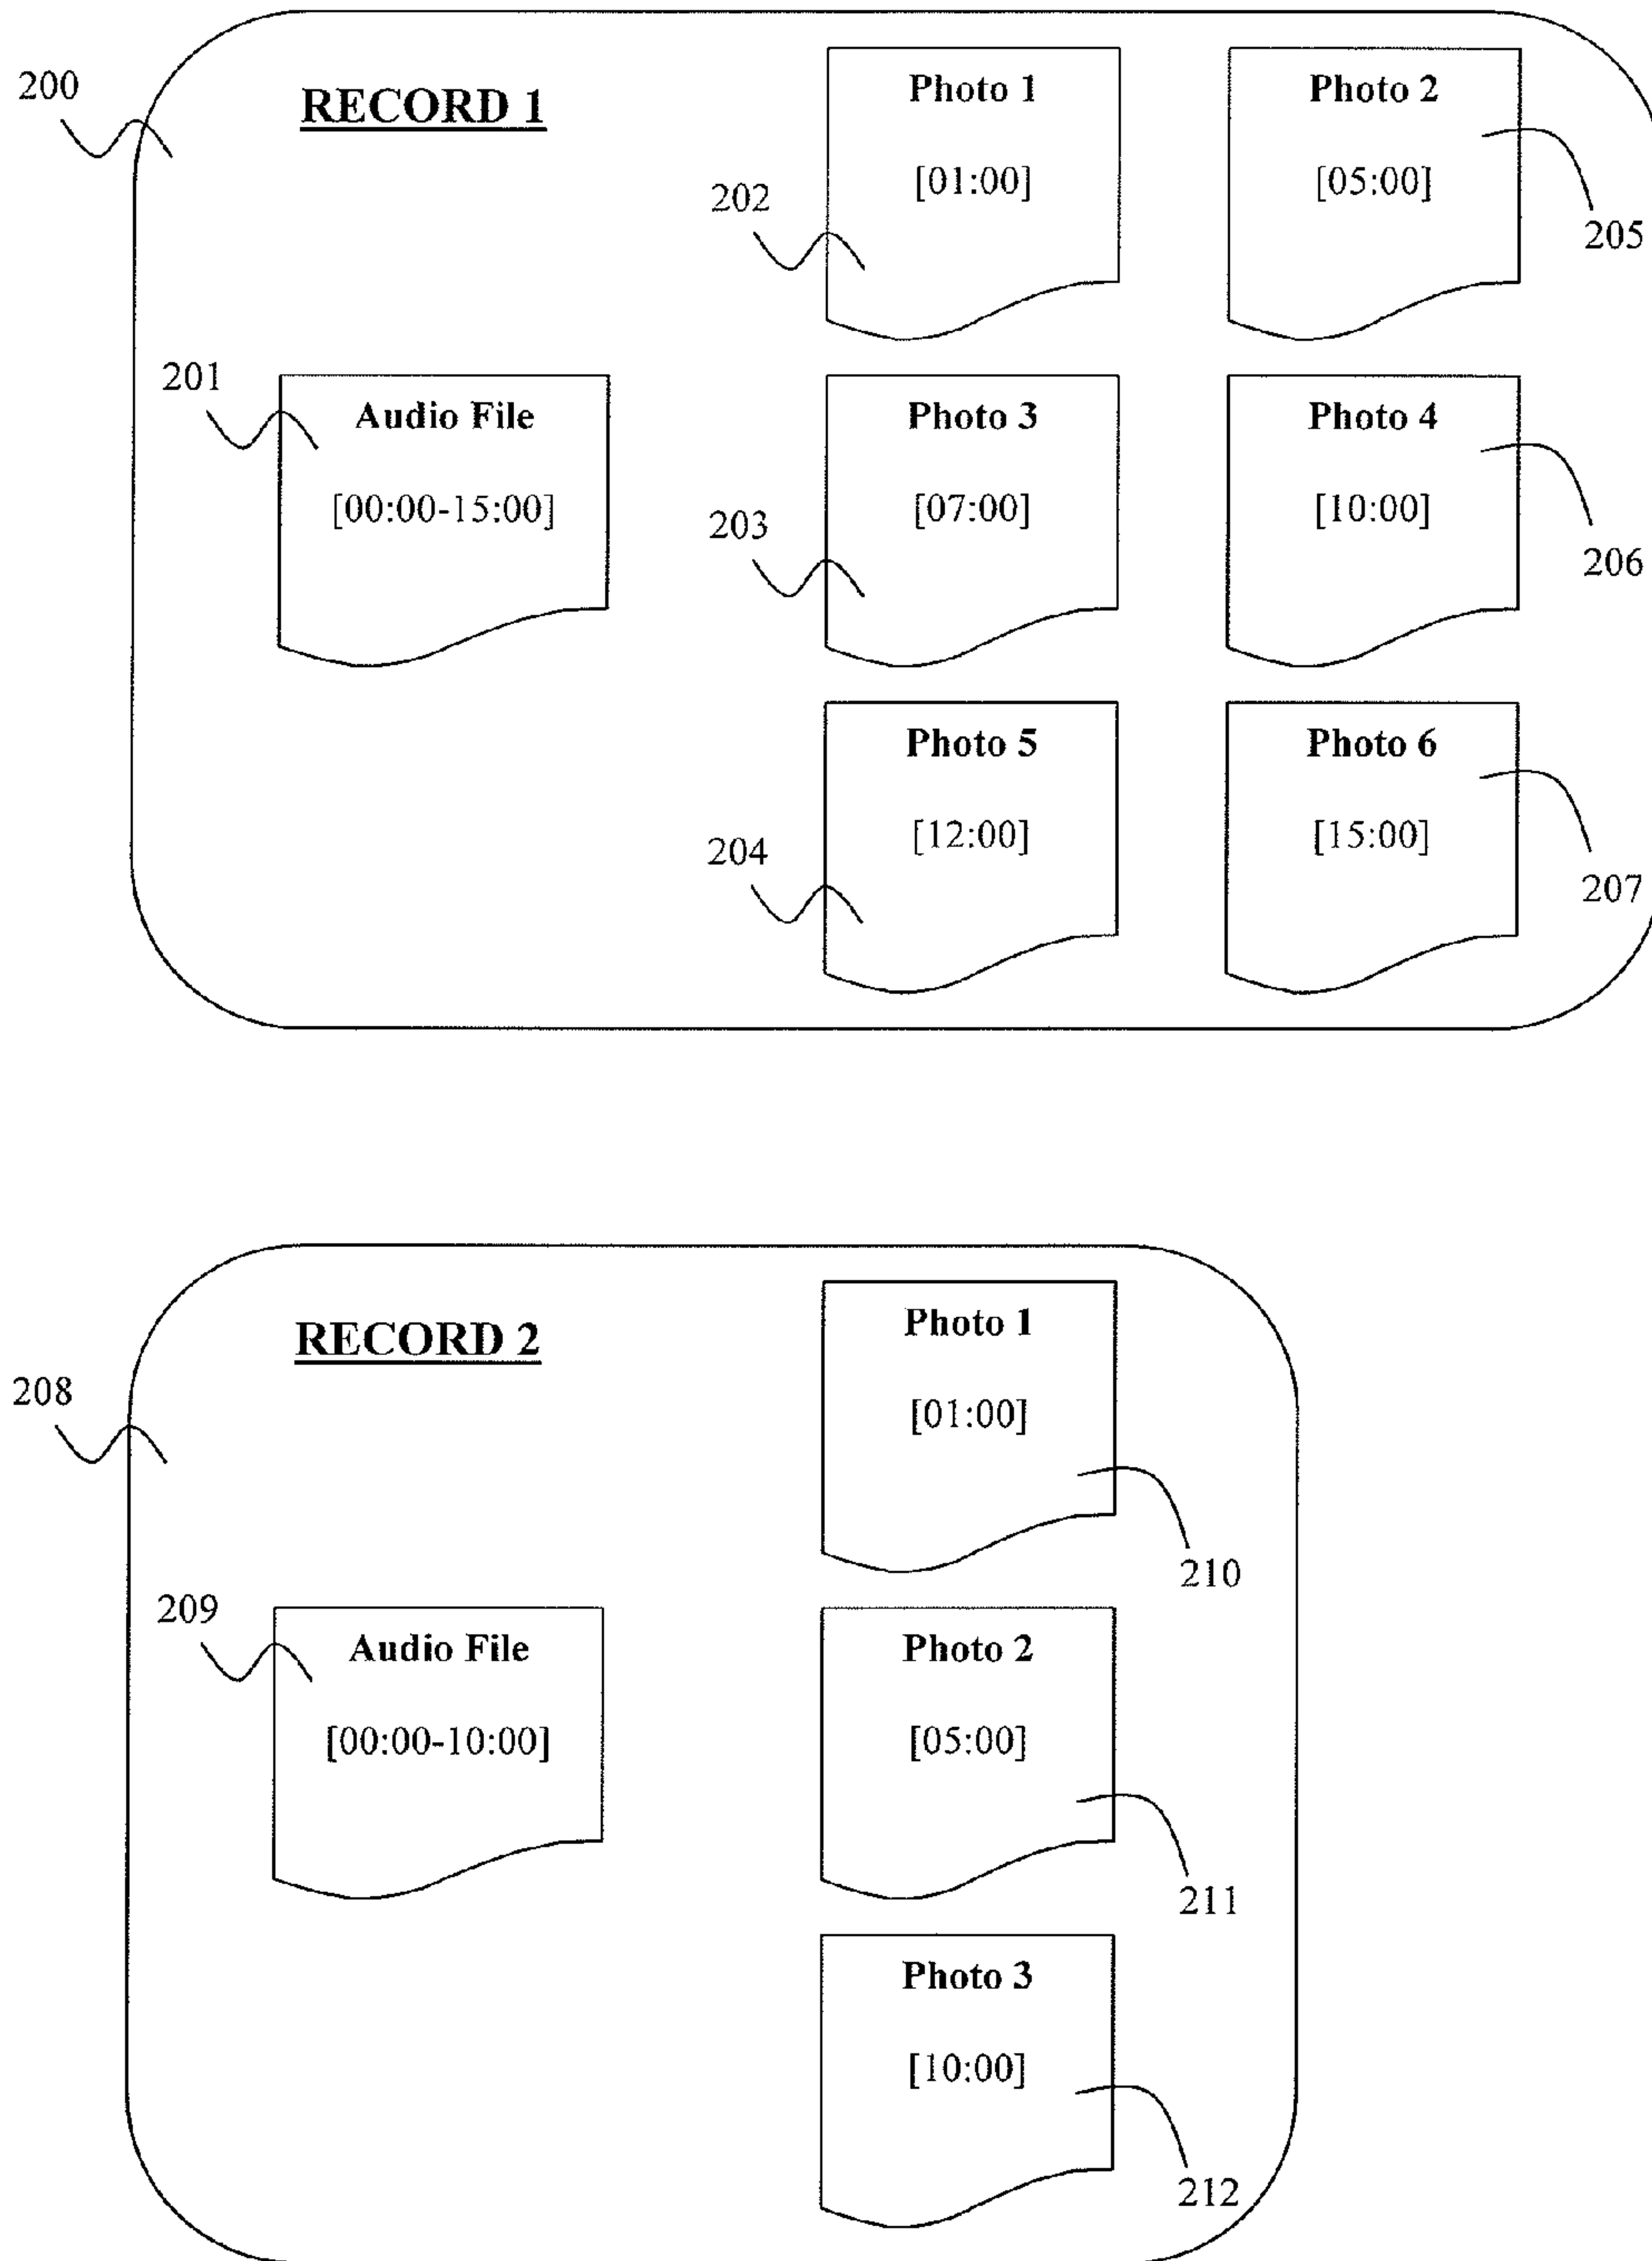 200
RECORD 1
Photo 1
[01:00]
202
Photo 2
[05:00]
205
201
Audio File
[00:00-15:00]
Photo 3
[07:00]
203
Photo 4
[10:00]
206
Photo 5
[12:00]
204
Photo 6
[15:00]
207
RECORD 2
208
Photo 1
[01:00]
210
209
Audio File
[00:00-10:00]
Photo 2
[05:00]
211
Photo 3
[10:00]
212